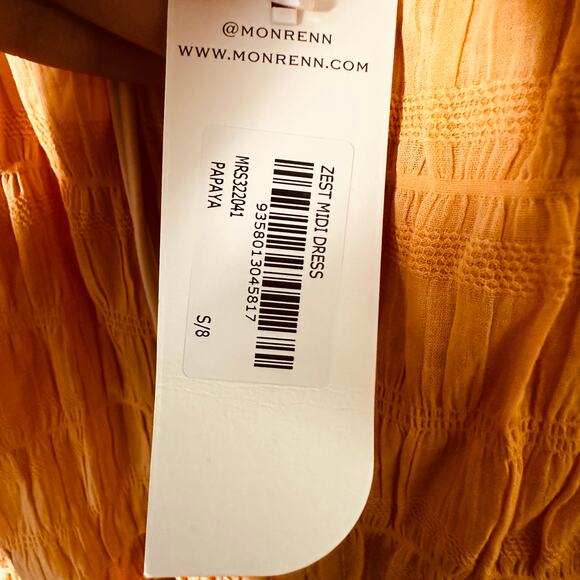 @MONRENN
WWW.MONRENN.COM
ZEST MIDI DRESS
9358013045817
MRS322041
PAPAYA
S/8